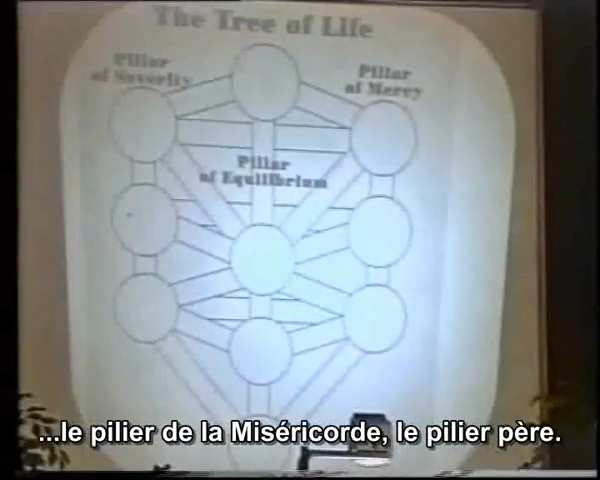 The Tree of Life
Pillar
of Severity
Pillar
of Mercy
Pillar
of Equilibrium
...le pilier de la Miséricorde, le pilier père.